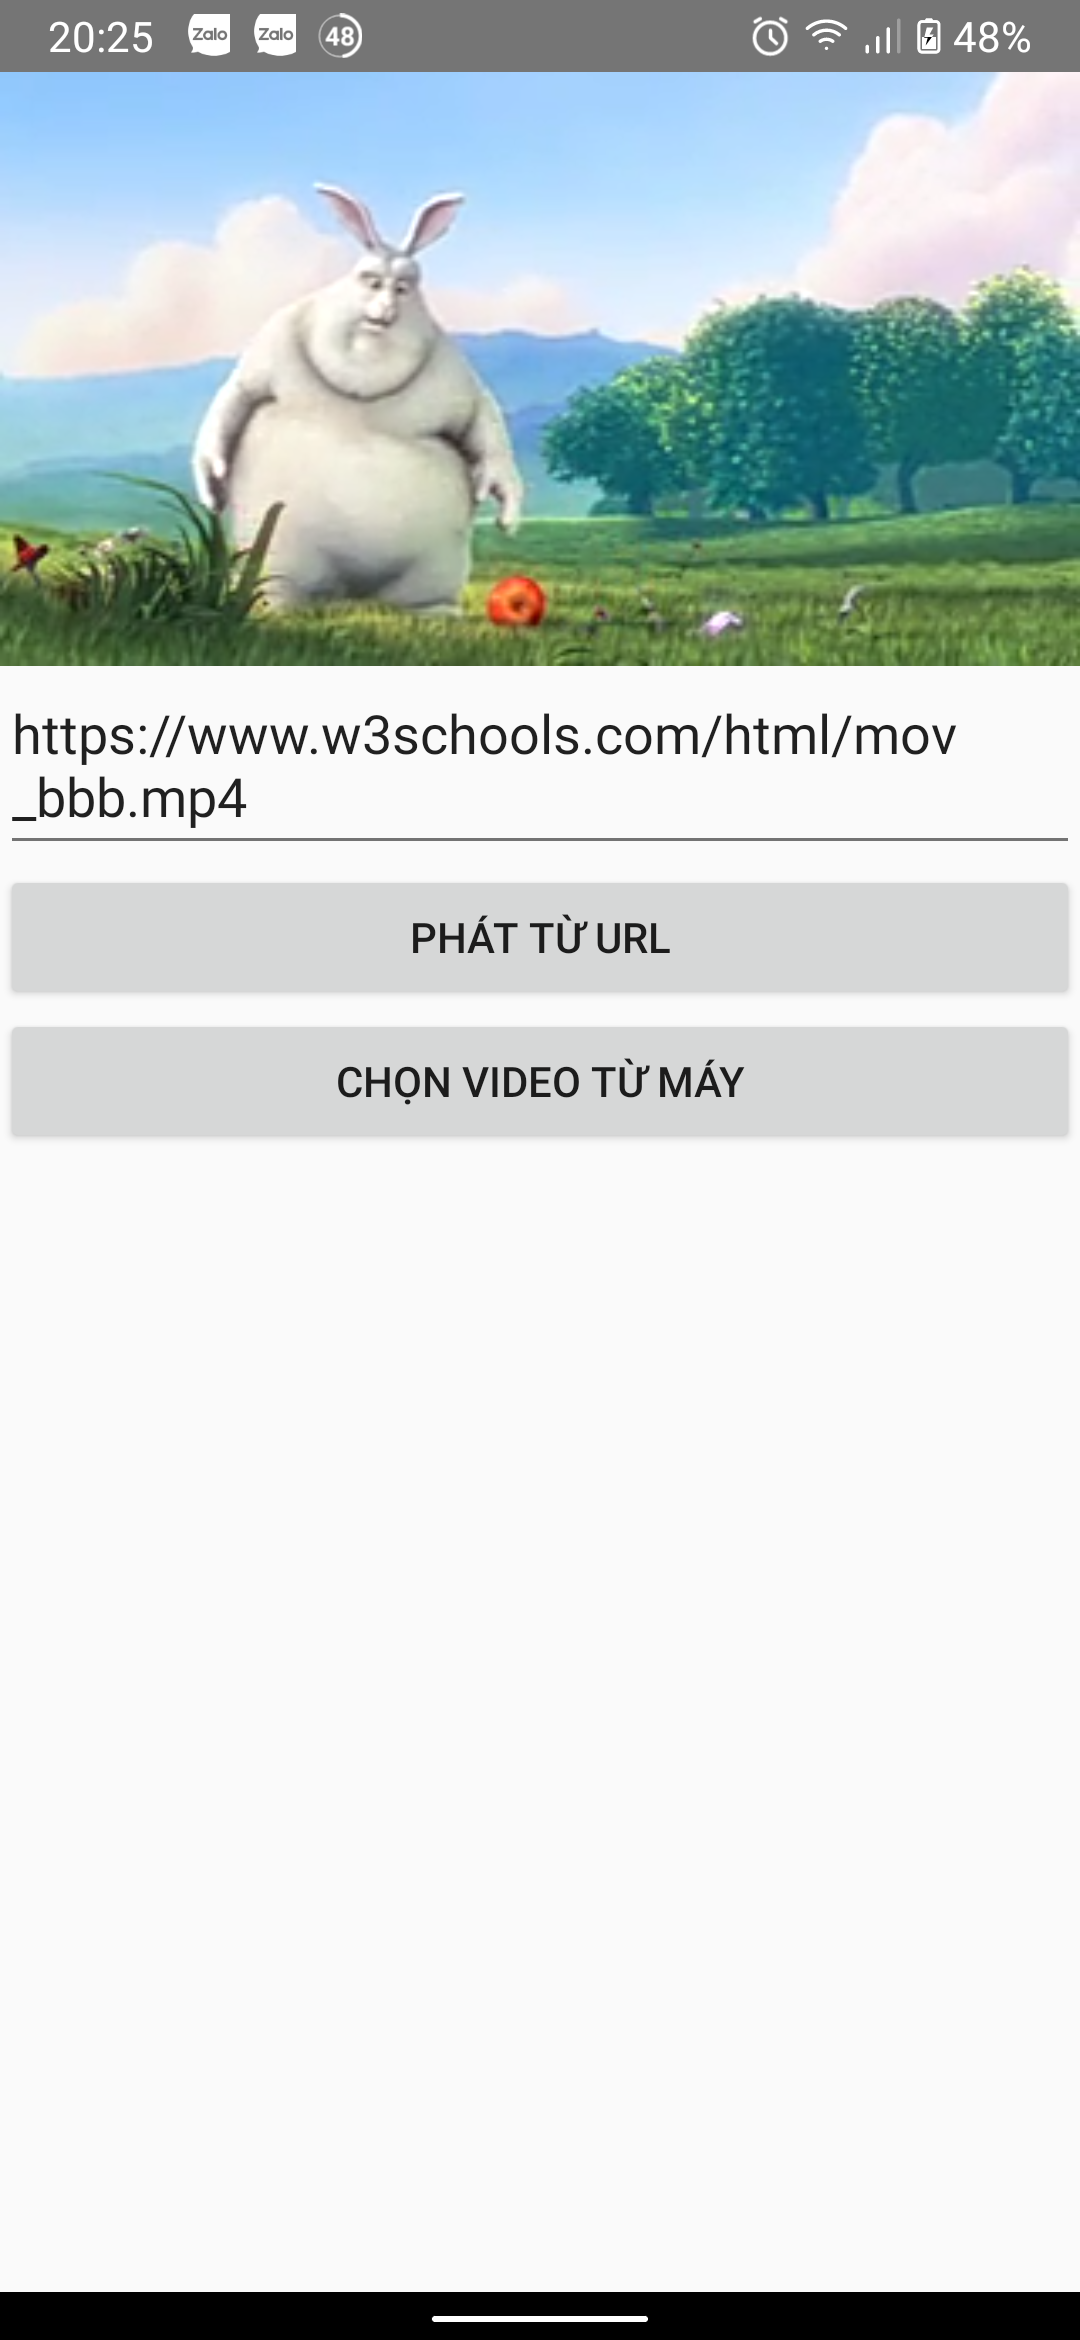 20:25 Zalo Zalo 48 48%
https://www.w3schools.com/html/mov
_bbb.mp4
PHÁT TỪ URL
CHỌN VIDEO TỪ MÁY